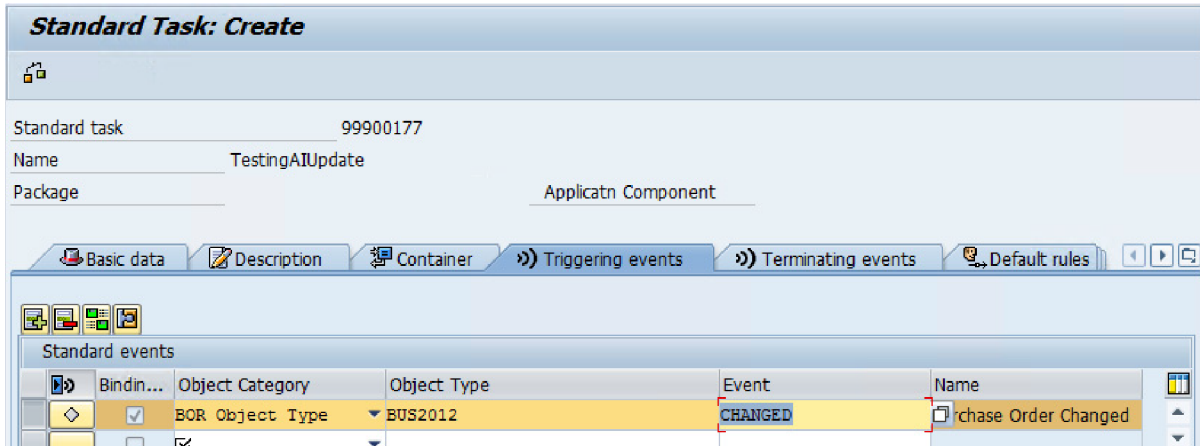 Standard Task: Create
Standard task 99900177
Name TestingAIUpdate
Package Applicatn Component
Basic data Description Container Triggering events Terminating events Default rules
Standard events
Bindin... Object Category Object Type Event Name
BOR Object Type BUS2012 CHANGED rchase Order Changed